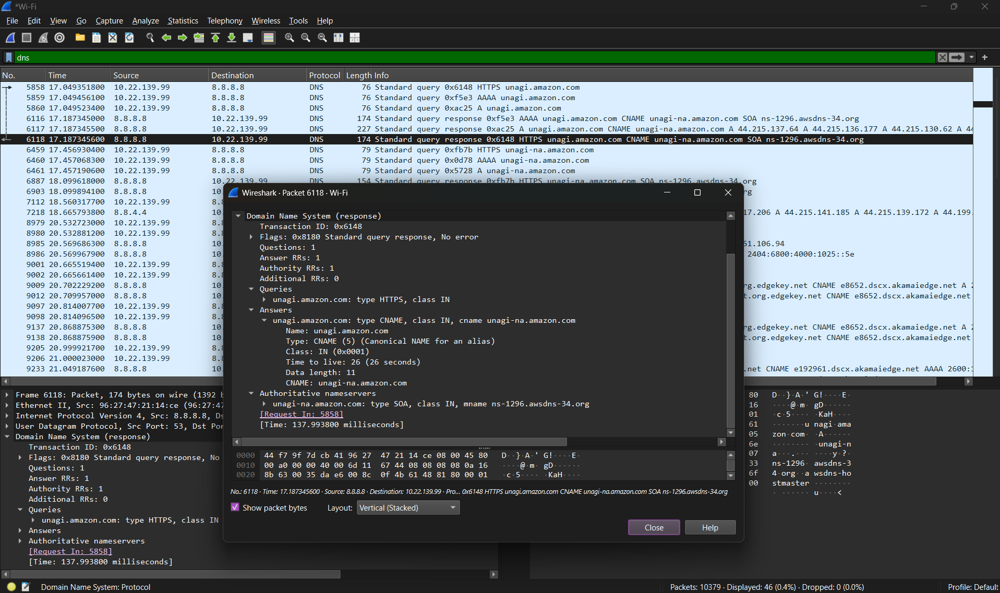 *Wi-Fi
File Edit View Go Capture Analyze Statistics Telephony Wireless Tools Help
dns
No. Time Source Destination Protocol Length Info
5858 17.049351800 10.22.139.99 8.8.8.8 DNS 76 Standard query 0x6148 HTTPS unagi.amazon.com
5859 17.049456100 10.22.139.99 8.8.8.8 DNS 76 Standard query 0xf5e3 AAAA unagi.amazon.com
5860 17.049523400 10.22.139.99 8.8.8.8 DNS 76 Standard query 0xac25 A unagi.amazon.com
6116 17.187345000 8.8.8.8 10.22.139.99 DNS 174 Standard query response 0xf5e3 AAAA unagi.amazon.com CNAME unagi-na.amazon.com SOA ns-1296.awsdns-34.org
6117 17.187345500 8.8.8.8 10.22.139.99 DNS 227 Standard query response 0xac25 A unagi.amazon.com CNAME unagi-na.amazon.com A 44.215.137.64 A 44.215.136.177 A 44.215.130.62 A 44
6118 17.187345600 8.8.8.8 10.22.139.99 DNS 174 Standard query response 0x6148 HTTPS unagi.amazon.com CNAME unagi-na.amazon.com SOA ns-1296.awsdns-34.org
6459 17.456930400 10.22.139.99 8.8.8.8 DNS 79 Standard query 0xfb7b HTTPS unagi-na.amazon.com
6460 17.457068300 10.22.139.99 8.8.8.8 DNS 79 Standard query 0x0d78 AAAA unagi-na.amazon.com
6461 17.457190600 10.22.139.99 8.8.8.8 DNS 79 Standard query 0x5728 A unagi-na.amazon.com
6887 18.099618000 8.8.8.8 10.22.139.99 DNS 154 Standard query response 0xfb7b HTTPS unagi-na.amazon.com SOA ns-1296.awsdns-34.org
6903 18.099894100 8.8.8.8 10 rg
7112 18.560317700 10.22.139.99 8.8
7218 18.665793800 8.8.4.4 10. 17.206 A 44.215.141.185 A 44.215.139.172 A 44.199.
8979 20.532723000 10.22.139.99 8.8
8980 20.532881200 10.22.139.99 8.8
8985 20.569686300 8.8.8.8 10 51.106.94
8986 20.569967900 8.8.8.8 10 2404:6800:4000:1025::5e
9001 20.665519400 10.22.139.99 8.8
9002 20.665661400 10.22.139.99 8.8
9009 20.702229200 8.8.8.8 10. rg.edgekey.net CNAME e8652.dscx.akamaiedge.net A 2
9012 20.709957000 8.8.8.8 10 t.org.edgekey.net CNAME e8652.dscx.akamaiedge.net
9097 20.814007700 10.22.139.99 8.8
9098 20.814096500 10.22.139.99 8.8
9137 20.868875300 8.8.8.8 10 rg.edgekey.net CNAME e8652.dscx.akamaiedge.net A 2
9138 20.868875900 8.8.8.8 10 t.org.edgekey.net CNAME e8652.dscx.akamaiedge.net
9205 20.999921700 10.22.139.99 8.8
9206 21.000023000 10.22.139.99 8.8
9233 21.049187600 8.8.8.8 10. .net CNAME e192961.dscx.akamaiedge.net AAAA 2600:1
Wireshark · Packet 6118 · Wi-Fi
Domain Name System (response)
Transaction ID: 0x6148
Flags: 0x8180 Standard query response, No error
Questions: 1
Answer RRs: 1
Authority RRs: 1
Additional RRs: 0
Queries
unagi.amazon.com: type HTTPS, class IN
Answers
unagi.amazon.com: type CNAME, class IN, cname unagi-na.amazon.com
Name: unagi.amazon.com
Type: CNAME (5) (Canonical NAME for an alias)
Class: IN (0x0001)
Time to live: 26 (26 seconds)
Data length: 11
CNAME: unagi-na.amazon.com
Authoritative nameservers
unagi-na.amazon.com: type SOA, class IN, mname ns-1296.awsdns-34.org
[Request In: 5858]
[Time: 137.993800 milliseconds]
0000 44 f7 9f 7d cb 41 96 27 47 21 14 ce 08 00 45 80 D··}·A·' G!····E·
0010 00 a0 00 00 40 00 6d 11 67 44 08 08 08 08 0a 16 ····@·m· gD······
0020 8b 63 00 35 da e6 00 8c 0f 4b 61 48 81 80 00 01 ·c·5···· ·KaH····
No.: 6118 · Time: 17.187345600 · Source: 8.8.8.8 · Destination: 10.22.139.99 · Pro... 0x6148 HTTPS unagi.amazon.com CNAME unagi-na.amazon.com SOA ns-1296.awsdns-34.org
Show packet bytes Layout: Vertical (Stacked)
Close Help
Frame 6118: Packet, 174 bytes on wire (1392 b
Ethernet II, Src: 96:27:47:21:14:ce (96:27:47
Internet Protocol Version 4, Src: 8.8.8.8, Ds
User Datagram Protocol, Src Port: 53, Dst Por
Domain Name System (response)
Transaction ID: 0x6148
Flags: 0x8180 Standard query response, No
Questions: 1
Answer RRs: 1
Authority RRs: 1
Additional RRs: 0
Queries
unagi.amazon.com: type HTTPS, class IN
Answers
Authoritative nameservers
[Request In: 5858]
[Time: 137.993800 milliseconds]
80 D··}·A·' G!····E·
16 ····@·m· gD······
01 ·c·5···· ·KaH····
61 ·······u nagi·ama
05 zon·com· ·A······
6e ········ ·unagi-n
07 a···.··· ····y·?·
33 ns-1296· awsdns-3
6f 4·org··a wsdns-ho
00 stmaster ········
· ······ u····<
Domain Name System: Protocol
Packets: 10379 · Displayed: 46 (0.4%) · Dropped: 0 (0.0%)
Profile: Default